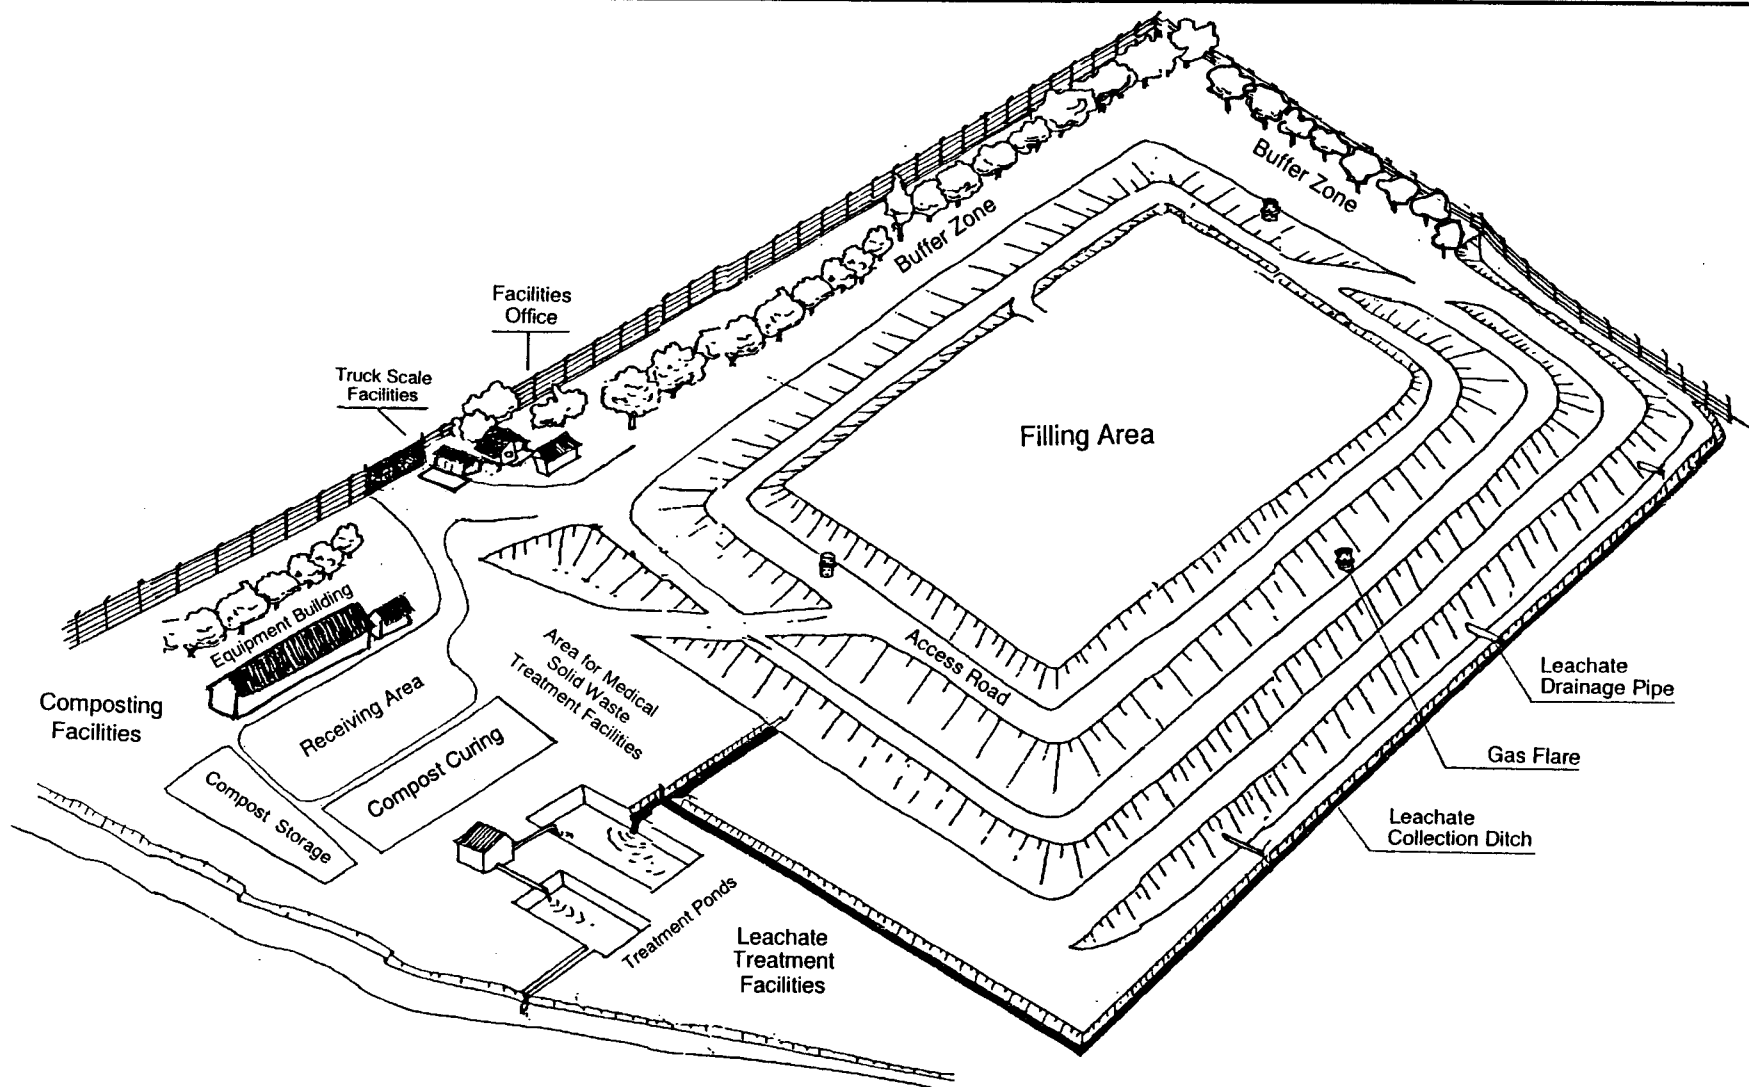 Buffer Zone
Buffer Zone
Facilities
Office
Truck Scale
Facilities
Filling Area
Equipment Building
Composting
Facilities
Receiving Area
Area for Medical
Solid Waste
Treatment Facilities
Access Road
Compost Curing
Compost Storage
Treatment Ponds
Leachate
Treatment
Facilities
Leachate
Drainage Pipe
Gas Flare
Leachate
Collection Ditch